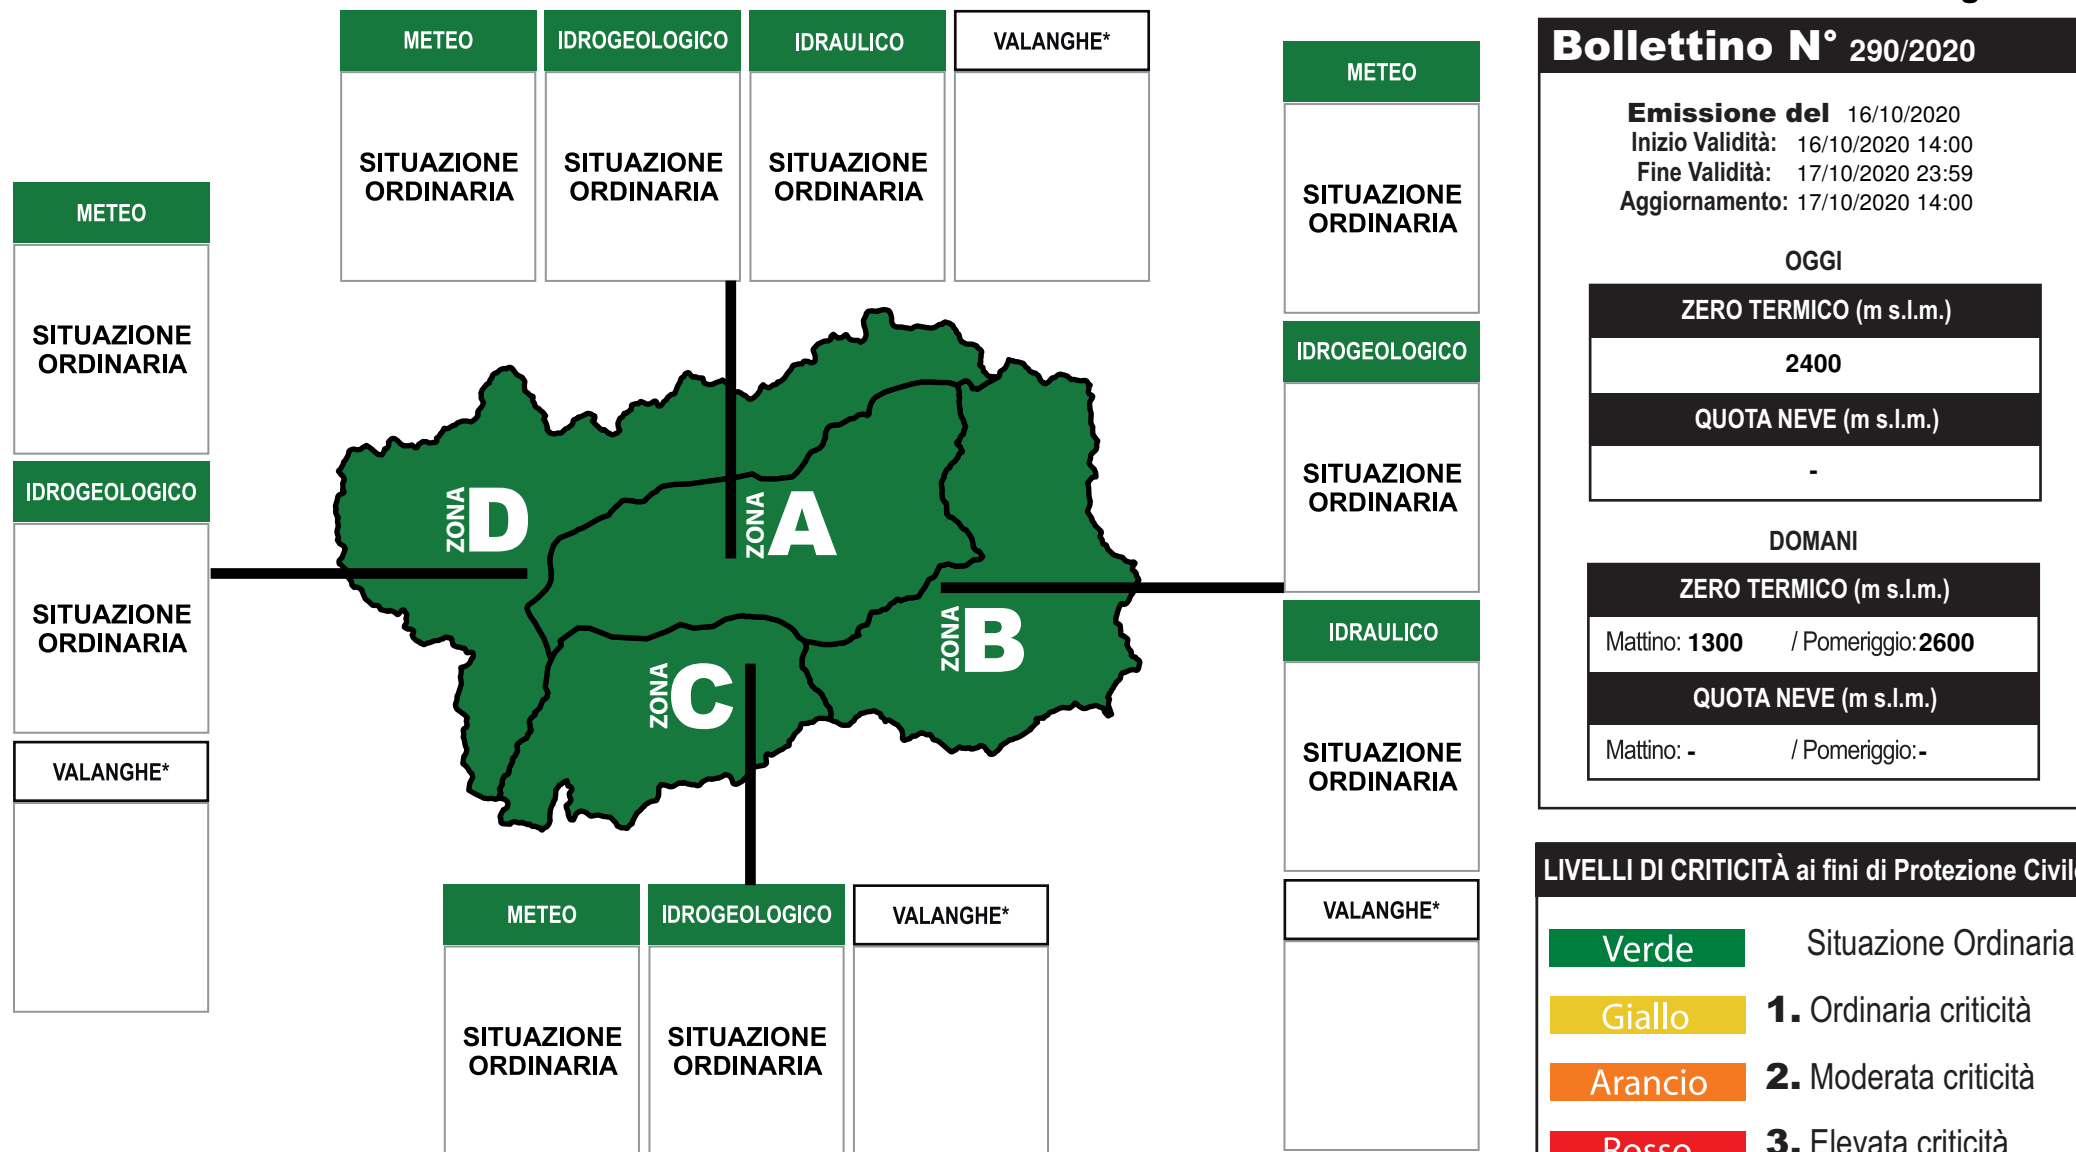 METEO IDROGEOLOGICO IDRAULICO VALANGHE*
SITUAZIONE ORDINARIA
SITUAZIONE ORDINARIA
SITUAZIONE ORDINARIA
METEO
SITUAZIONE
ORDINARIA
IDROGEOLOGICO
SITUAZIONE
ORDINARIA
VALANGHE*
ZONA D
ZONA A
ZONA B
ZONA C
METEO
SITUAZIONE
ORDINARIA
IDROGEOLOGICO
SITUAZIONE
ORDINARIA
IDRAULICO
SITUAZIONE
ORDINARIA
VALANGHE*
METEO IDROGEOLOGICO VALANGHE*
SITUAZIONE ORDINARIA
SITUAZIONE ORDINARIA
Bollettino N° 290/2020
Emissione del 16/10/2020
Inizio Validità: 16/10/2020 14:00
Fine Validità: 17/10/2020 23:59
Aggiornamento: 17/10/2020 14:00
OGGI
ZERO TERMICO (m s.l.m.)
2400
QUOTA NEVE (m s.l.m.)
-
DOMANI
ZERO TERMICO (m s.l.m.)
Mattino: 1300 / Pomeriggio: 2600
QUOTA NEVE (m s.l.m.)
Mattino: - / Pomeriggio: -
LIVELLI DI CRITICITÀ ai fini di Protezione Civile
Verde Situazione Ordinaria
Giallo 1. Ordinaria criticità
Arancio 2. Moderata criticità
Rosso 3. Elevata criticità